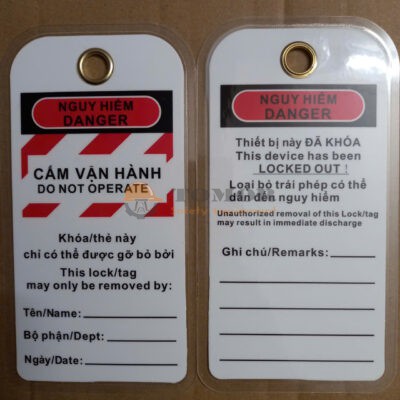 NGUY HIỂM
DANGER
CẤM VẬN HÀNH
DO NOT OPERATE
Khóa/thẻ này
chỉ có thể được gỡ bỏ bởi
This lock/tag
may only be removed by:
Tên/Name:
Bộ phận/Dept:
Ngày/Date:
NGUY HIỂM
DANGER
Thiết bị này ĐÃ KHÓA
This device has been
LOCKED OUT !
Loại bỏ trái phép có thể
dẫn đến nguy hiểm
Unauthorized removal of this Lock/tag
may result in immediate discharge
Ghi chú/Remarks: